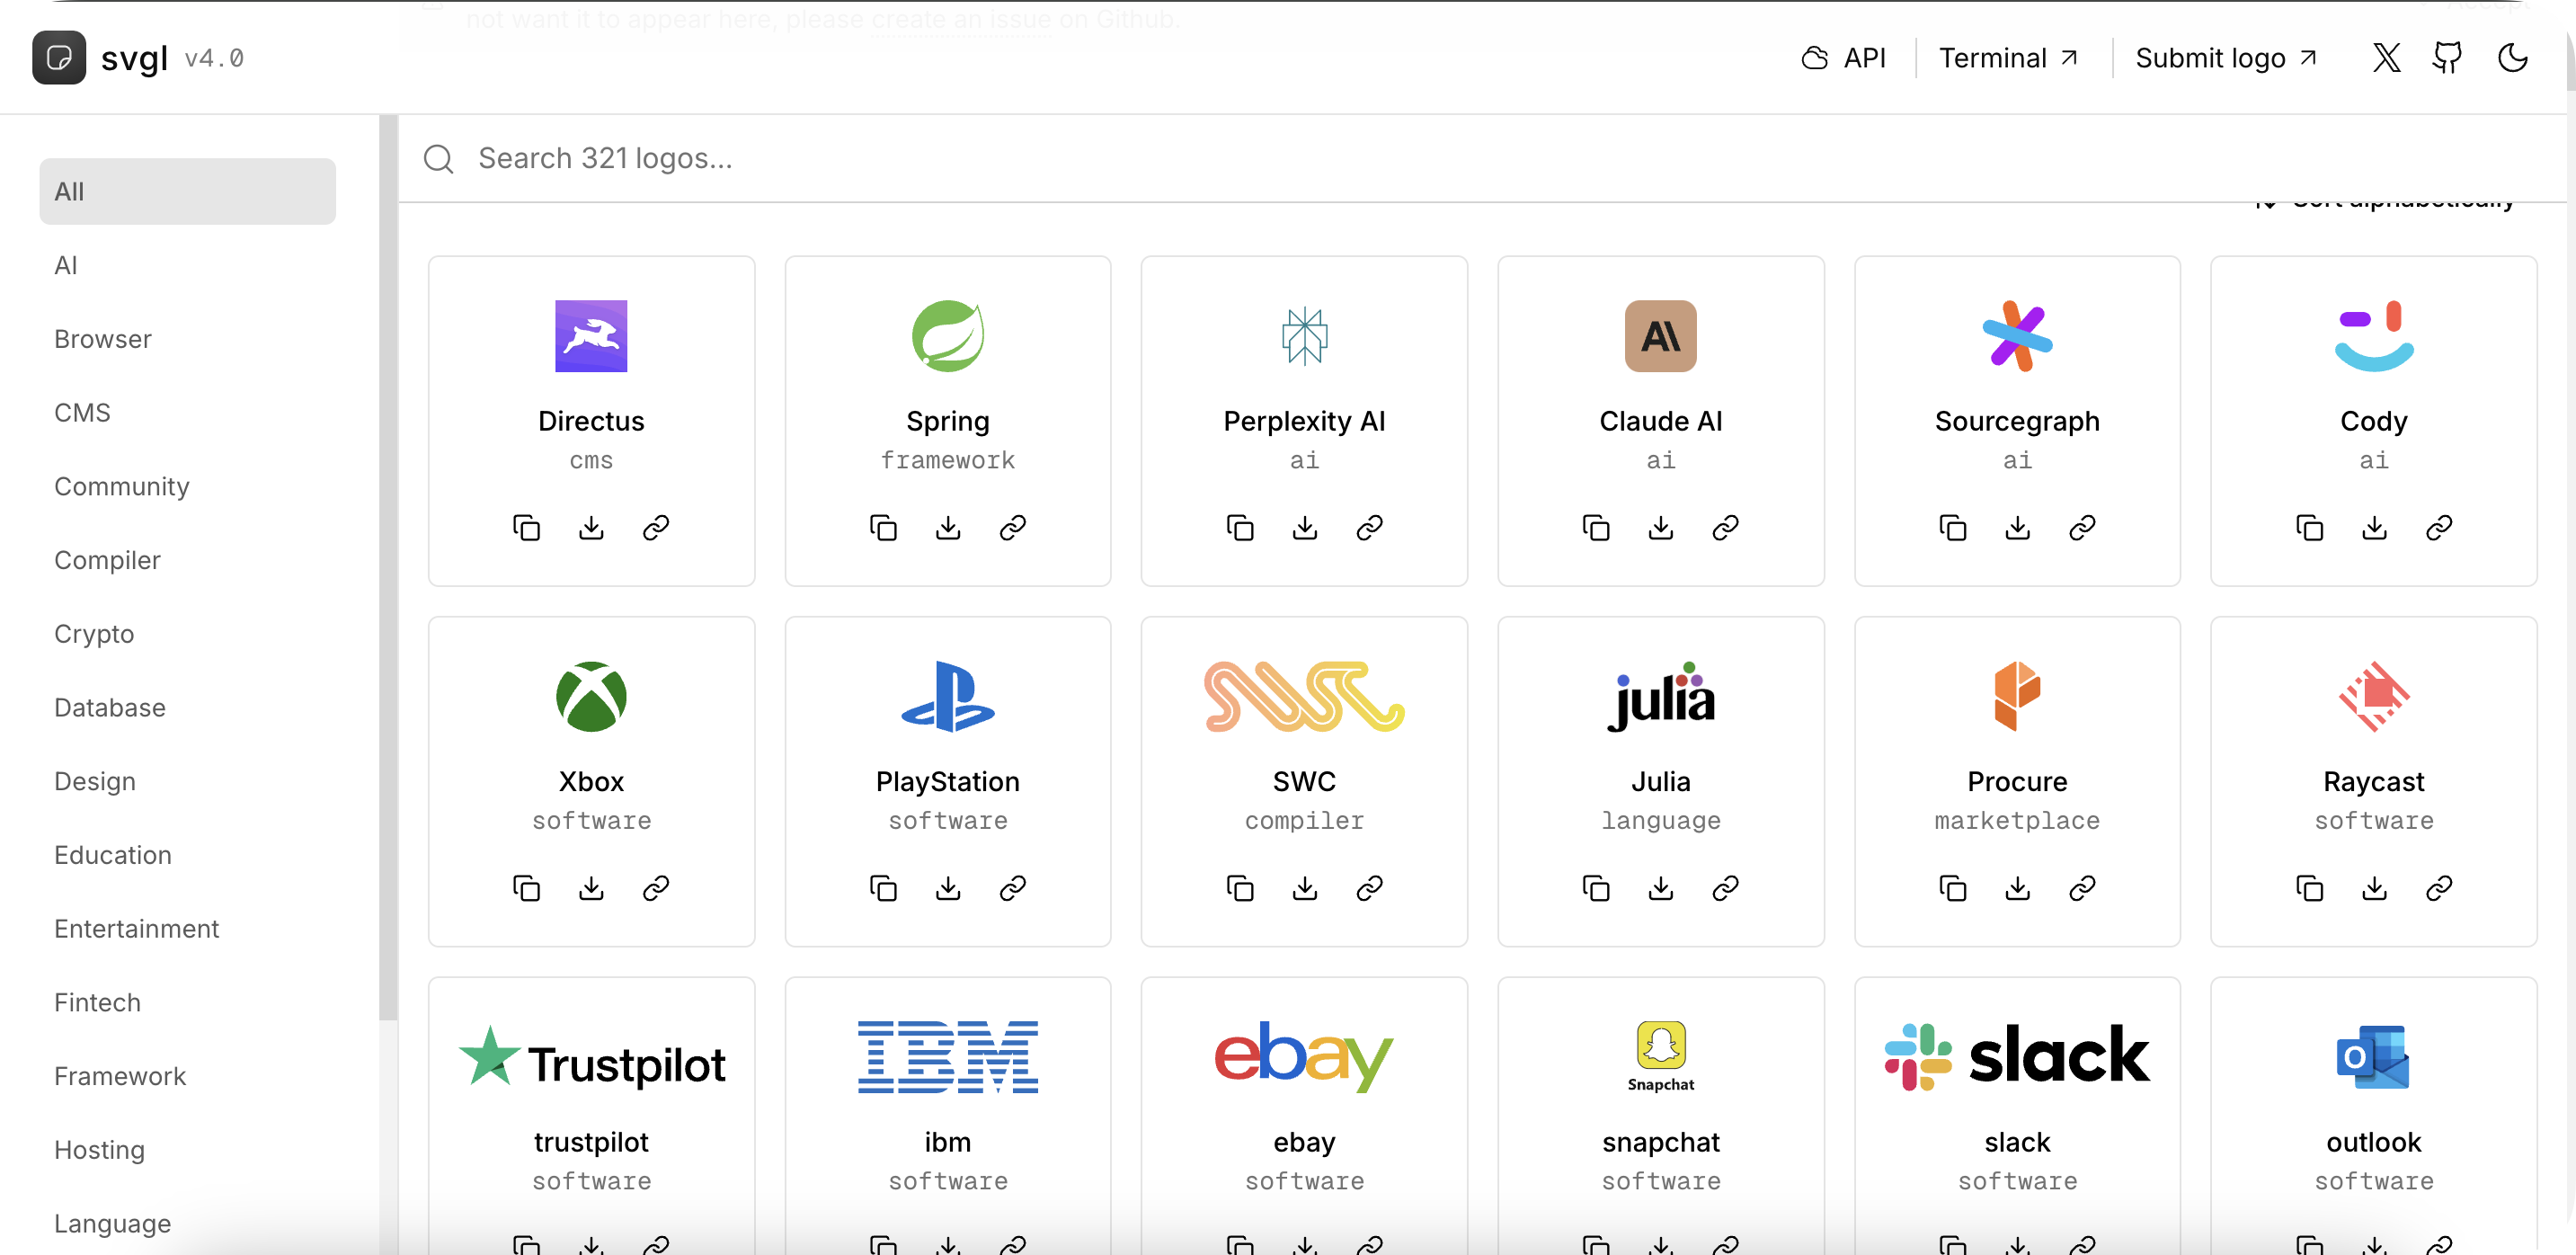 not want it to appear here, please create an issue on Github.
Accept
svgl v4.0
API
Terminal
Submit logo
Search 321 logos...
Sort alphabetically
All
AI
Browser
CMS
Community
Compiler
Crypto
Database
Design
Education
Entertainment
Fintech
Framework
Hosting
Language
Directus
cms
Spring
framework
Perplexity AI
ai
AI
Claude AI
ai
Sourcegraph
ai
Cody
ai
Xbox
software
PlayStation
software
SWC
SWC
compiler
julia
Julia
language
Procure
marketplace
Raycast
software
Trustpilot
trustpilot
software
IBM
ibm
software
ebay
ebay
software
Snapchat
snapchat
software
slack
slack
software
O
outlook
software